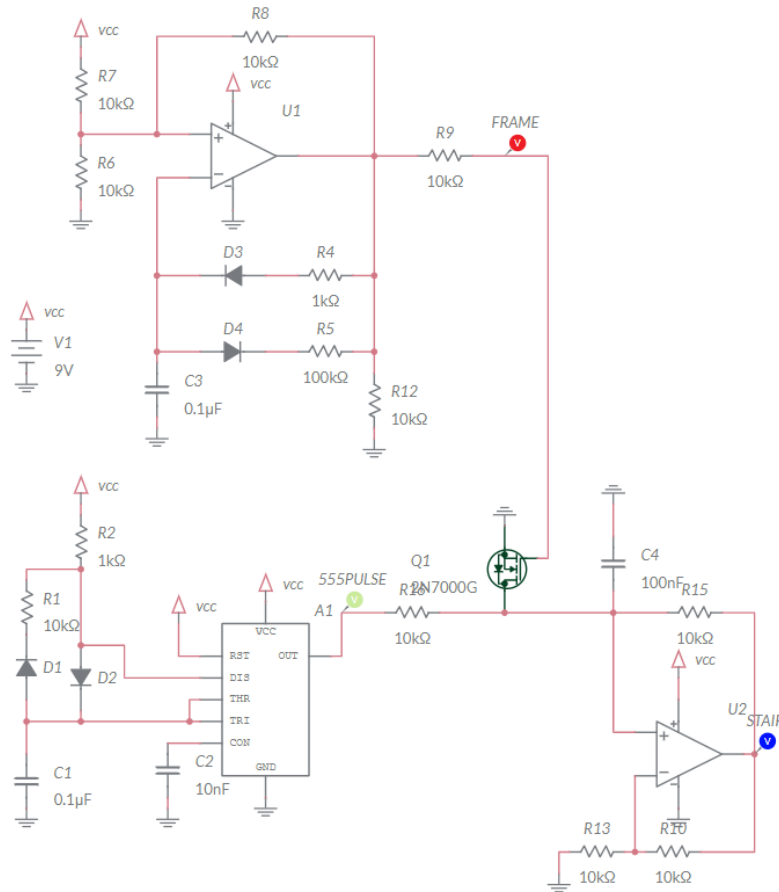 vcc
R8
10kΩ
R7
10kΩ
vcc
U1
+
+
−
−
R9
10kΩ
FRAME
V
R6
10kΩ
D3
R4
1kΩ
D4
R5
100kΩ
vcc
V1
9V
C3
0.1µF
R12
10kΩ
vcc
R2
1kΩ
R1
10kΩ
D1
D2
C1
0.1µF
vcc
vcc
555PULSE
V
A1
VCC
RST
OUT
DIS
THR
TRI
CON
GND
C2
10nF
Q1
2N7000G
10kΩ
C4
100nF
R15
10kΩ
vcc
U2
STAIR
V
+
+
−
−
R13
10kΩ
R10
10kΩ